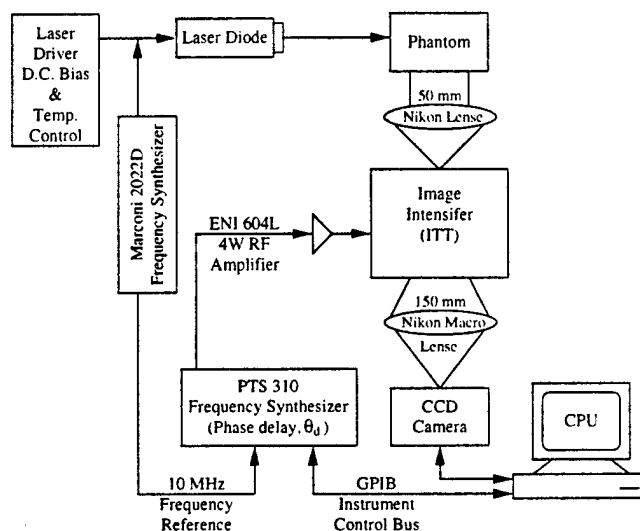 Laser
Driver
D.C. Bias
&
Temp.
Control
Laser Diode
Phantom
50 mm
Nikon Lense
Marconi 2022D
Frequency Synthesizer
Image
Intensifer
(ITT)
ENI 604L
4W RF
Amplifier
150 mm
Nikon Macro
Lense
PTS 310
Frequency Synthesizer
(Phase delay, θd)
CCD
Camera
CPU
10 MHz
Frequency
Reference
GPIB
Instrument
Control Bus